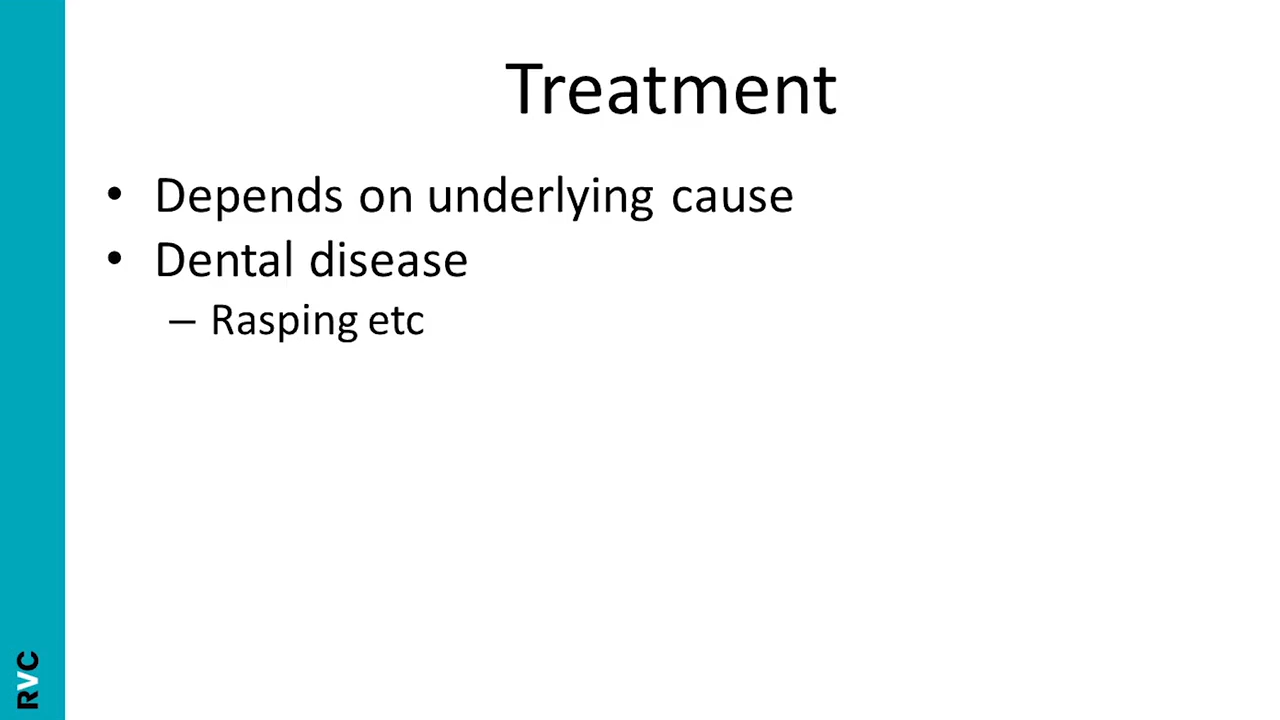 Treatment
• Depends on underlying cause
• Dental disease
– Rasping etc
RVC